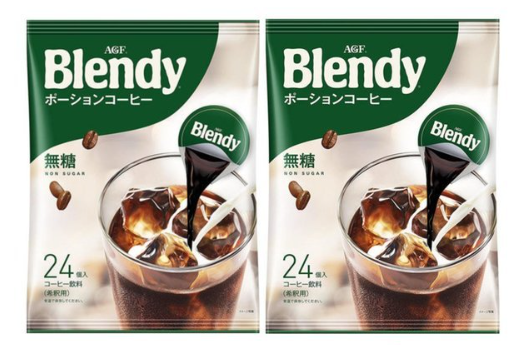 AGF
Blendy
ポーションコーヒー
Blendy
無糖
NON SUGAR
24個入
コーヒー飲料
(希釈用)
AGF
Blendy
ポーションコーヒー
Blendy
無糖
NON SUGAR
24個入
コーヒー飲料
(希釈用)